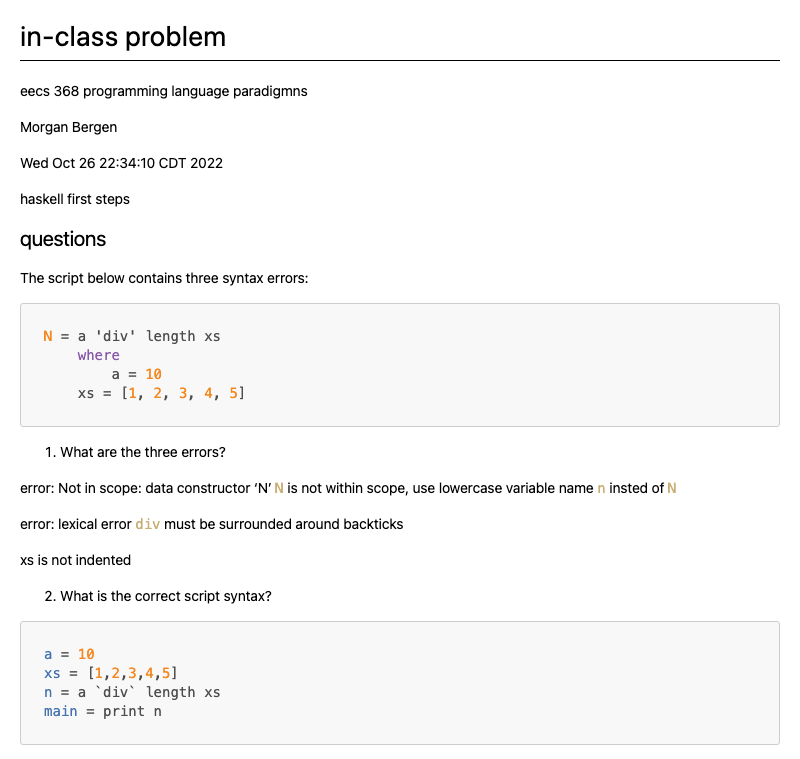 in-class problem
eecs 368 programming language paradigmns
Morgan Bergen
Wed Oct 26 22:34:10 CDT 2022
haskell first steps
questions
The script below contains three syntax errors:
N = a 'div' length xs
    where
        a = 10
    xs = [1, 2, 3, 4, 5]
1. What are the three errors?
error: Not in scope: data constructor ‘N’ N is not within scope, use lowercase variable name n insted of N
error: lexical error div must be surrounded around backticks
xs is not indented
2. What is the correct script syntax?
a = 10
xs = [1,2,3,4,5]
n = a `div` length xs
main = print n